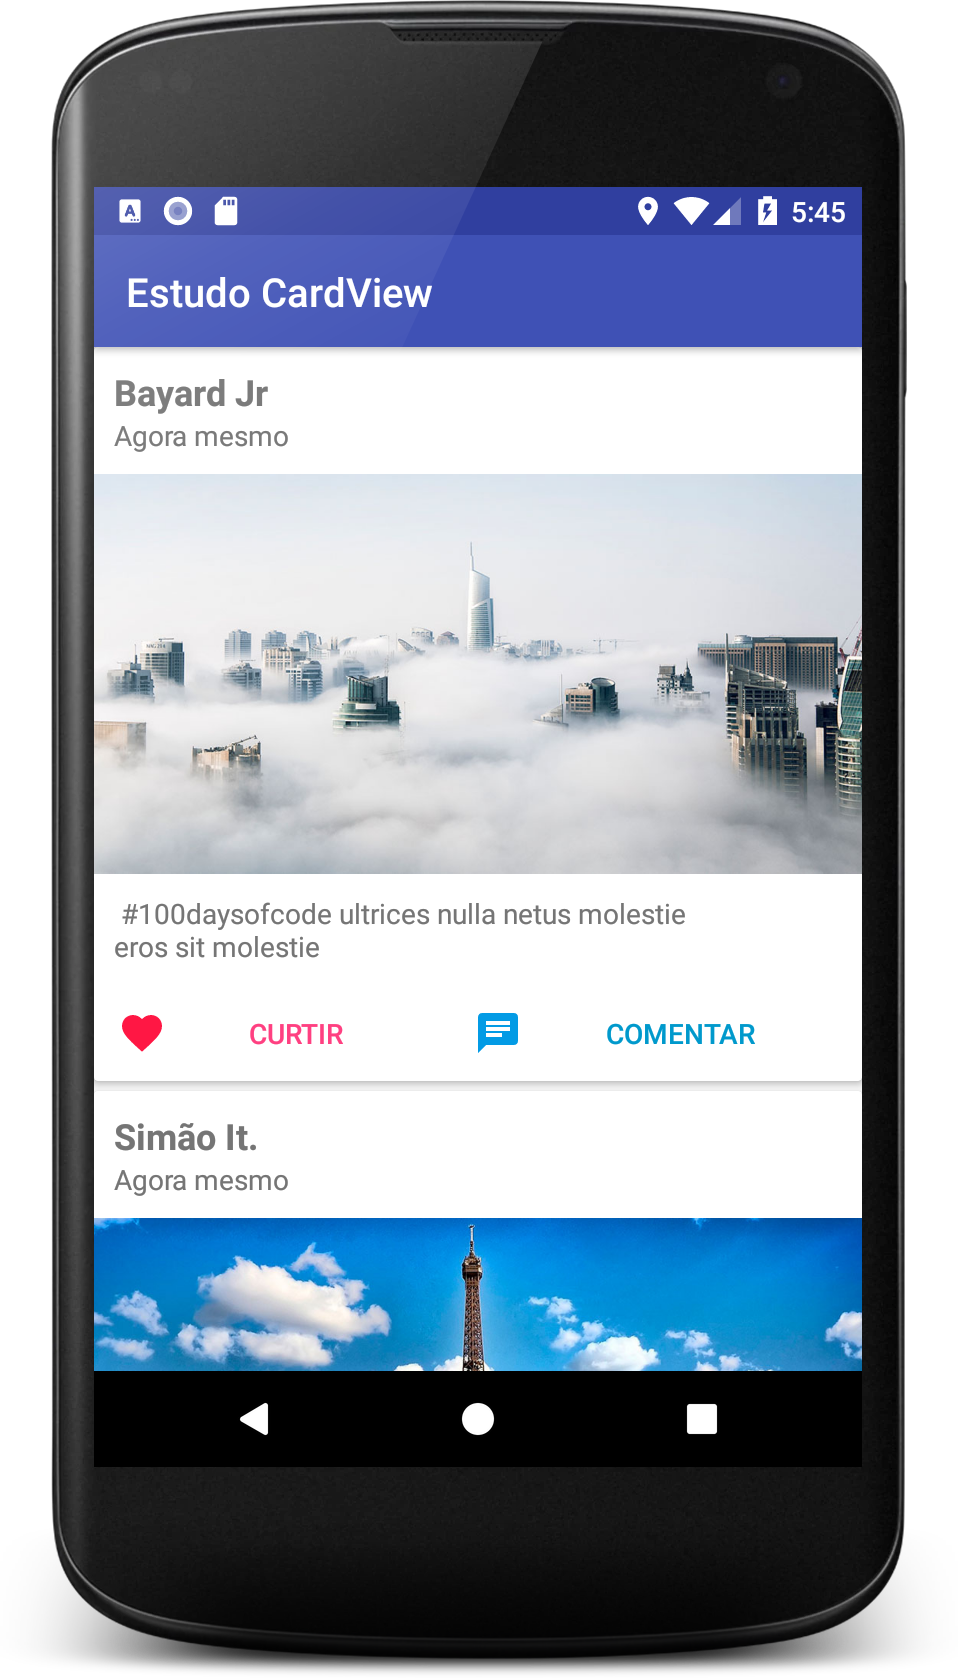 5:45
Estudo CardView
Bayard Jr
Agora mesmo
#100daysofcode ultrices nulla netus molestie
eros sit molestie
CURTIR
COMENTAR
Simão It.
Agora mesmo